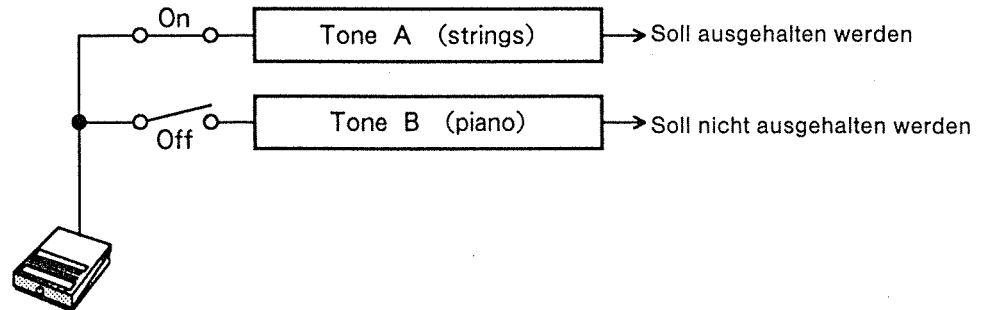 On
Tone A (strings)
Soll ausgehalten werden
Off
Tone B (piano)
Soll nicht ausgehalten werden